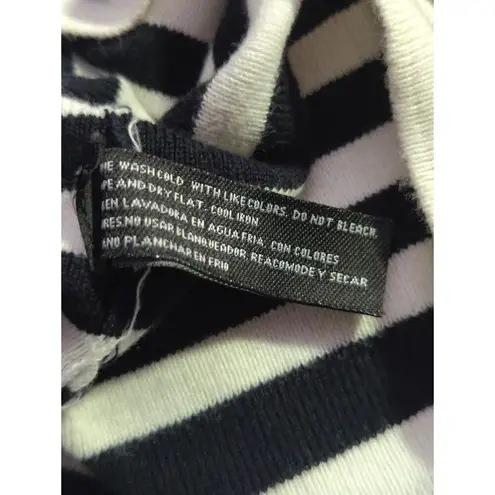 NE WASH COLD. WITH LIKE COLORS. DO NOT BLEACH.
PE AND DRY FLAT. COOL IRON
EN LAVADORA EN AGUA FRIA. CON COLORES
RES. NO USAR BLANQUEADOR, REACOMODE Y SECAR
ANO PLANCHAR EN FRIO